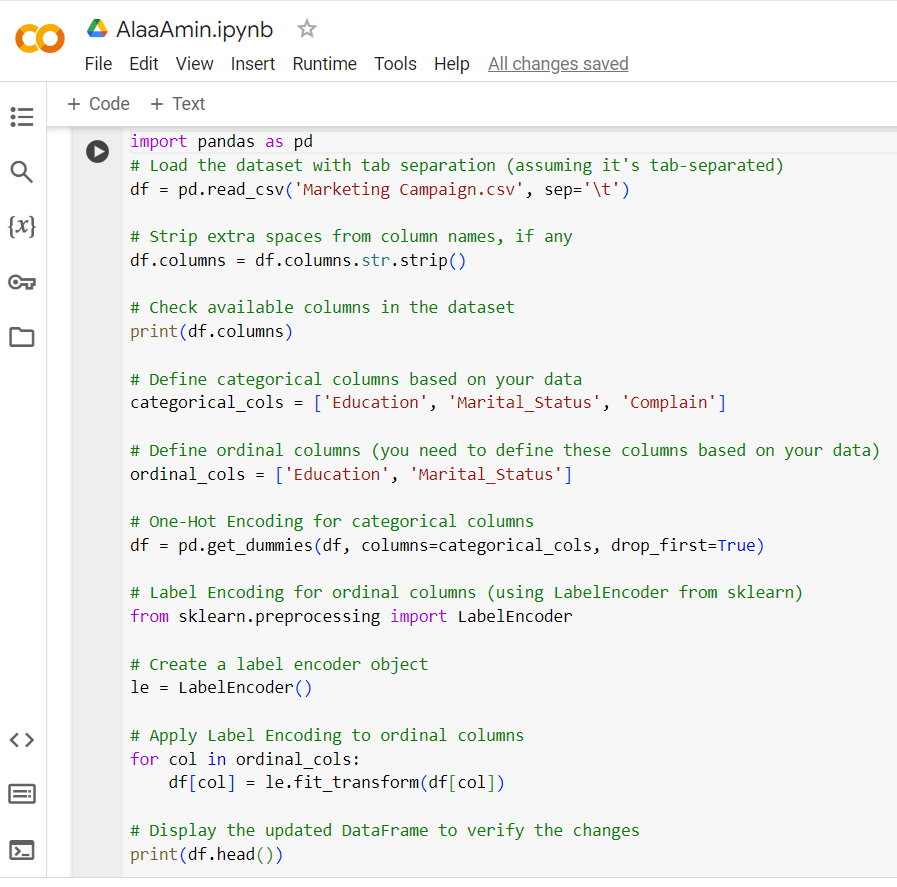 AlaaAmin.ipynb
File Edit View Insert Runtime Tools Help All changes saved
+ Code + Text
import pandas as pd
# Load the dataset with tab separation (assuming it's tab-separated)
df = pd.read_csv('Marketing Campaign.csv', sep='\t')
# Strip extra spaces from column names, if any
df.columns = df.columns.str.strip()
# Check available columns in the dataset
print(df.columns)
# Define categorical columns based on your data
categorical_cols = ['Education', 'Marital_Status', 'Complain']
# Define ordinal columns (you need to define these columns based on your data)
ordinal_cols = ['Education', 'Marital_Status']
# One-Hot Encoding for categorical columns
df = pd.get_dummies(df, columns=categorical_cols, drop_first=True)
# Label Encoding for ordinal columns (using LabelEncoder from sklearn)
from sklearn.preprocessing import LabelEncoder
# Create a label encoder object
le = LabelEncoder()
# Apply Label Encoding to ordinal columns
for col in ordinal_cols:
    df[col] = le.fit_transform(df[col])
# Display the updated DataFrame to verify the changes
print(df.head())